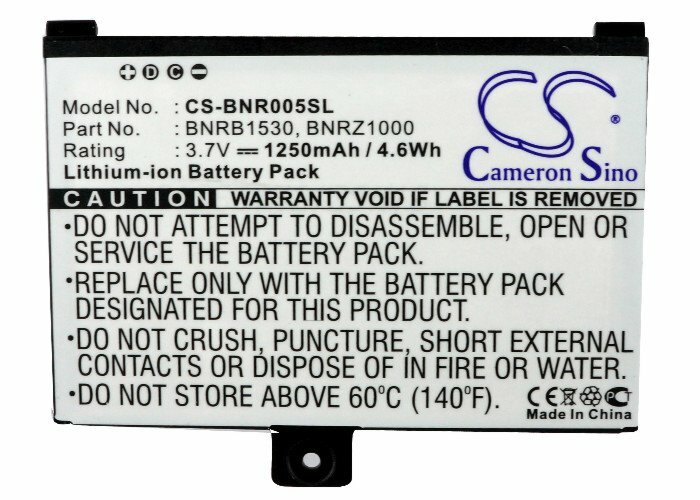 + D C −
Model No. : CS-BNR005SL
Part No. : BNRB1530, BNRZ1000
Rating : 3.7V ⎓ 1250mAh / 4.6Wh
Lithium-ion Battery Pack
CS
Cameron Sino
CAUTION WARRANTY VOID IF LABEL IS REMOVED
•DO NOT ATTEMPT TO DISASSEMBLE, OPEN OR
SERVICE THE BATTERY PACK.
•REPLACE ONLY WITH THE BATTERY PACK
DESIGNATED FOR THIS PRODUCT.
•DO NOT CRUSH, PUNCTURE, SHORT EXTERNAL
CONTACTS, OR DISPOSE OF IN FIRE OR WATER.
•DO NOT STORE ABOVE 60°C (140°F).
CE
Made In China